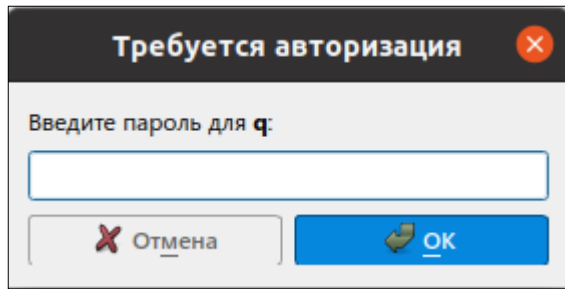 Требуется авторизация
Введите пароль для q:
Отмена
OK